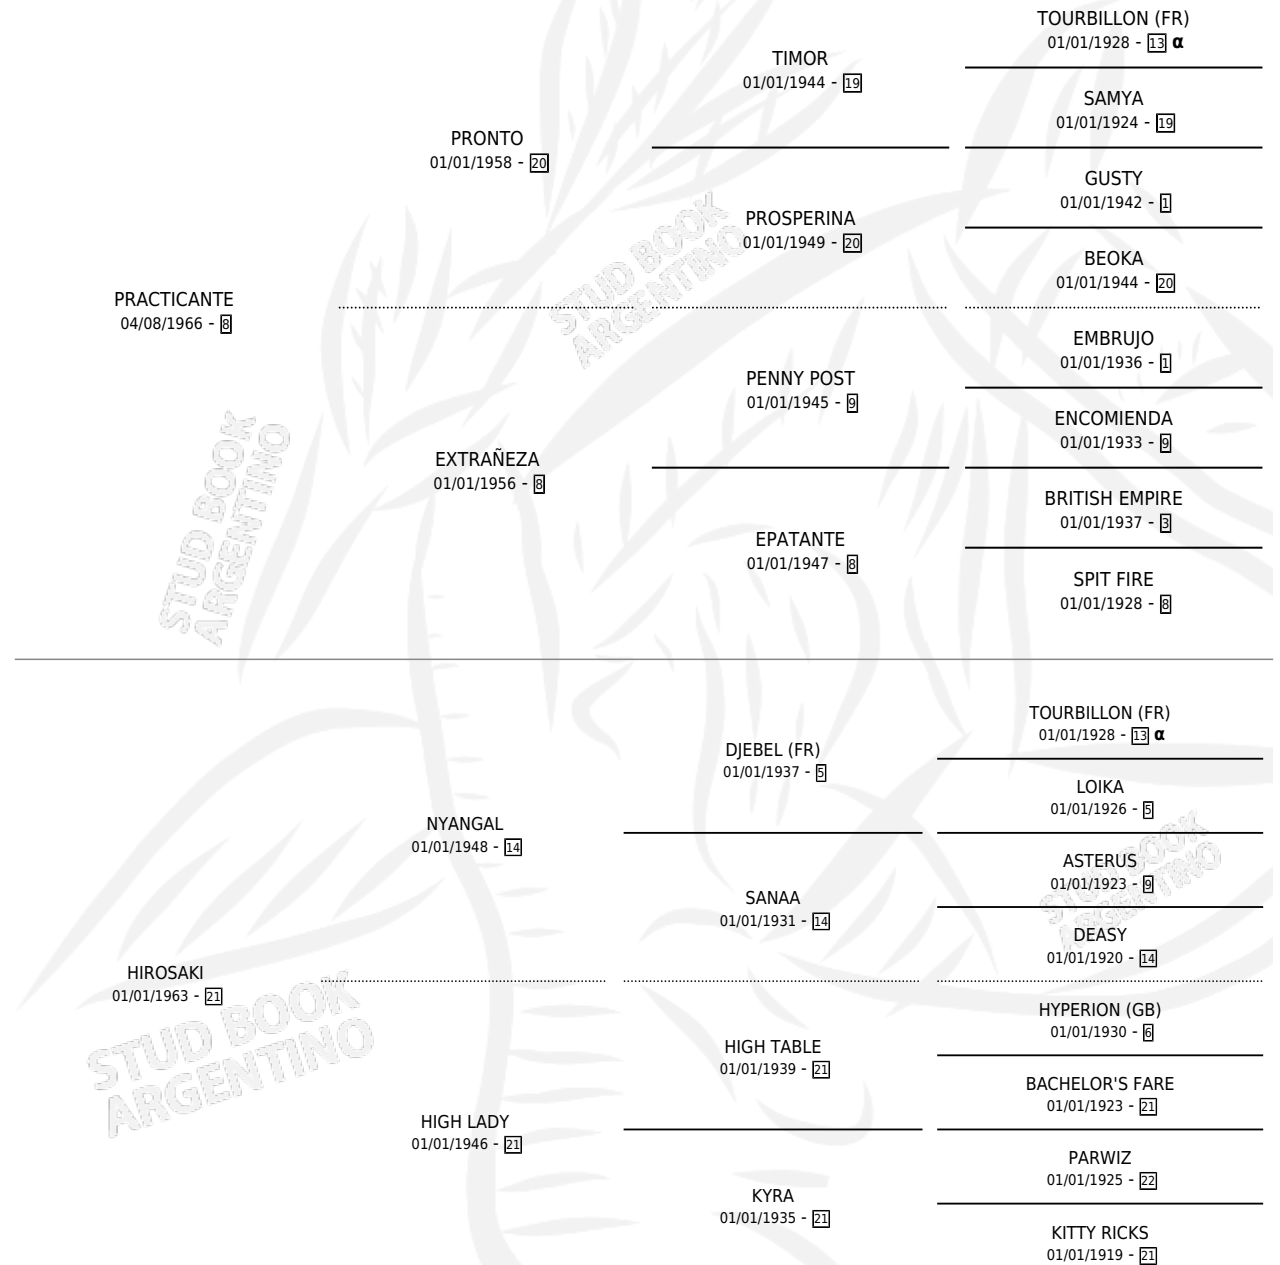 TOURBILLON (FR)
01/01/1928 - 13 α
TIMOR
01/01/1944 - 19
SAMYA
01/01/1924 - 19
PRONTO
01/01/1958 - 20
GUSTY
01/01/1942 - 1
PROSPERINA
01/01/1949 - 20
BEOKA
01/01/1944 - 20
PRACTICANTE
04/08/1966 - 8
EMBRUJO
01/01/1936 - 1
PENNY POST
01/01/1945 - 9
ENCOMIENDA
01/01/1933 - 9
EXTRAÑEZA
01/01/1956 - 8
BRITISH EMPIRE
01/01/1937 - 3
EPATANTE
01/01/1947 - 8
SPIT FIRE
01/01/1928 - 8
STUD BOOK
ARGENTINO
STUD BOOK
ARGENTINO
TOURBILLON (FR)
01/01/1928 - 13 α
DJEBEL (FR)
01/01/1937 - 5
LOIKA
01/01/1926 - 5
NYANGAL
01/01/1948 - 14
ASTERUS
01/01/1923 - 9
SANAA
01/01/1931 - 14
DEASY
01/01/1920 - 14
HIROSAKI
01/01/1963 - 21
HYPERION (GB)
01/01/1930 - 6
HIGH TABLE
01/01/1939 - 21
BACHELOR'S FARE
01/01/1923 - 21
HIGH LADY
01/01/1946 - 21
PARWIZ
01/01/1925 - 22
KYRA
01/01/1935 - 21
KITTY RICKS
01/01/1919 - 21
STUD BOOK
ARGENTINO
STUD BOOK
ARGENTINO